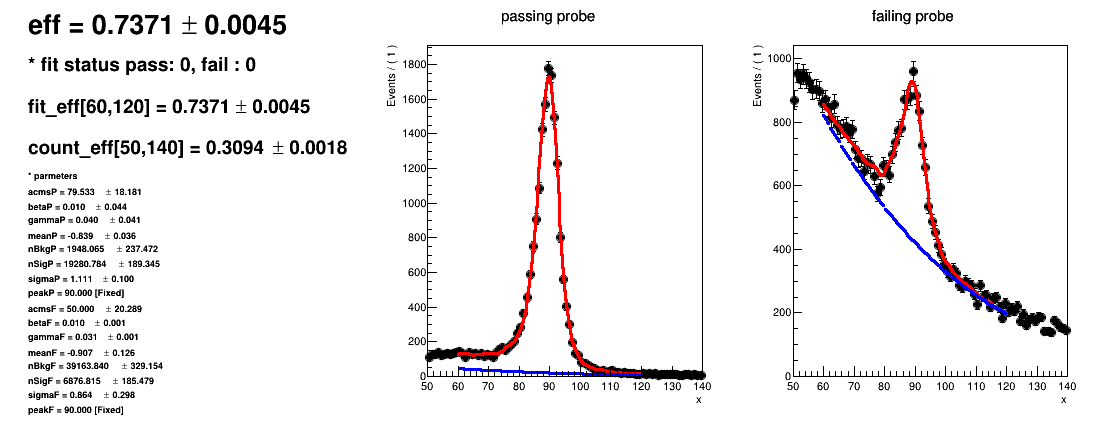 eff = 0.7371 ± 0.0045
* fit status pass: 0, fail : 0
fit_eff[60,120] = 0.7371 ± 0.0045
count_eff[50,140] = 0.3094 ± 0.0018
* parmeters
acmsP = 79.533 ± 18.181
betaP = 0.010 ± 0.044
gammaP = 0.040 ± 0.041
meanP = -0.839 ± 0.036
nBkgP = 1948.065 ± 237.472
nSigP = 19280.784 ± 189.345
sigmaP = 1.111 ± 0.100
peakP = 90.000 [Fixed]
acmsF = 50.000 ± 20.289
betaF = 0.010 ± 0.001
gammaF = 0.031 ± 0.001
meanF = -0.907 ± 0.126
nBkgF = 39163.840 ± 329.154
nSigF = 6876.815 ± 185.479
sigmaF = 0.864 ± 0.298
peakF = 90.000 [Fixed]
passing probe
Events / ( 1 )
1800
1600
1400
1200
1000
800
600
400
200
0
50 60 70 80 90 100 110 120 130 140
x
failing probe
Events / ( 1 )
1000
800
600
400
200
0
50 60 70 80 90 100 110 120 130 140
x